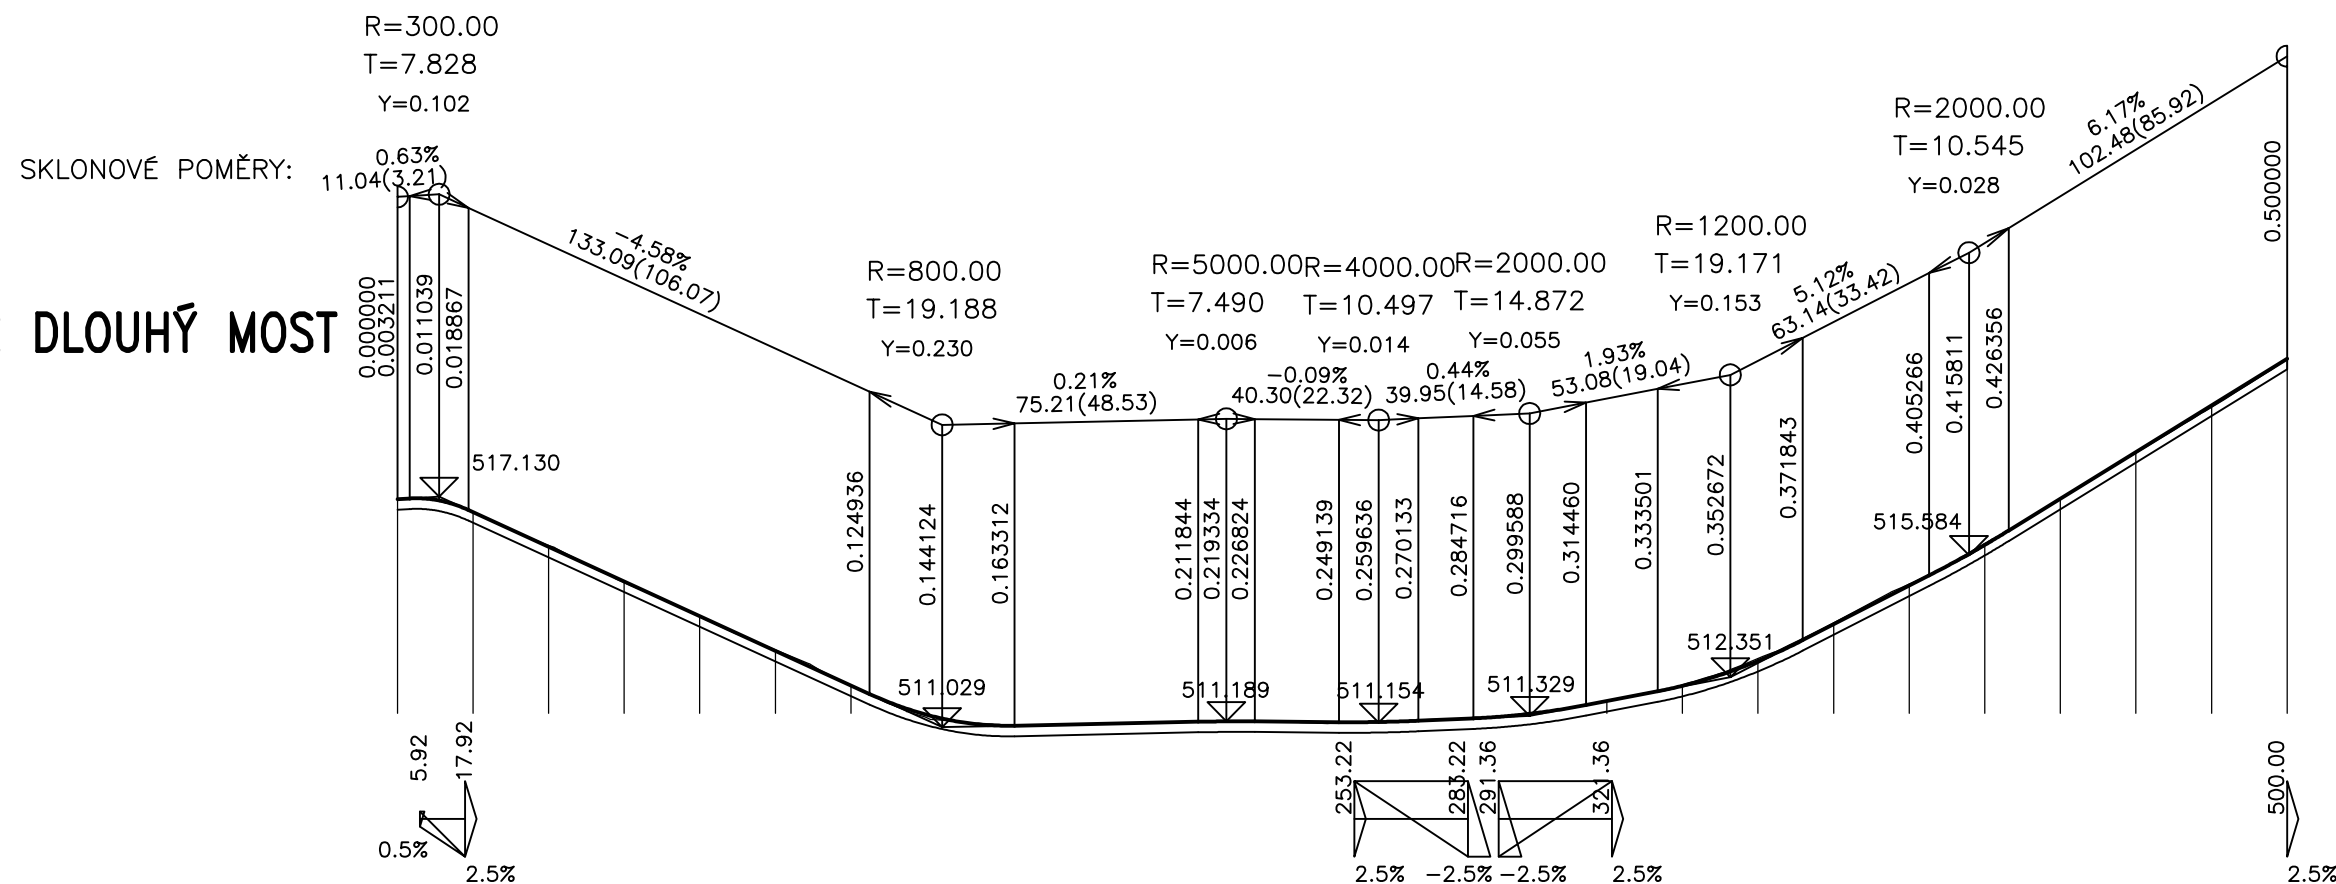 R=300.00
T=7.828
Y=0.102
SKLONOVÉ POMĚRY:
0.63%
11.04(3.21)
-4.58%
133.09(106.07)
R=800.00
T=19.188
Y=0.230
0.21%
75.21(48.53)
R=5000.00
T=7.490
Y=0.006
-0.09%
40.30(22.32)
R=4000.00
T=10.497
Y=0.014
0.44%
39.95(14.58)
R=2000.00
T=14.872
Y=0.055
1.93%
53.08(19.04)
R=1200.00
T=19.171
Y=0.153
5.12%
63.14(33.42)
R=2000.00
T=10.545
Y=0.028
6.17%
102.48(85.92)
DLOUHÝ MOST
0.000000
0.003211
0.011039
0.018867
0.124936
0.144124
0.163312
0.211844
0.219334
0.226824
0.249139
0.259636
0.270133
0.284716
0.299588
0.314460
0.333501
0.352672
0.371843
0.405266
0.415811
0.426356
0.500000
517.130
511.029
511.189
511.154
511.329
512.351
515.584
5.92
17.92
253.22
283.22
291.36
321.36
500.00
0.5%
2.5%
2.5%
-2.5%
-2.5%
2.5%
2.5%